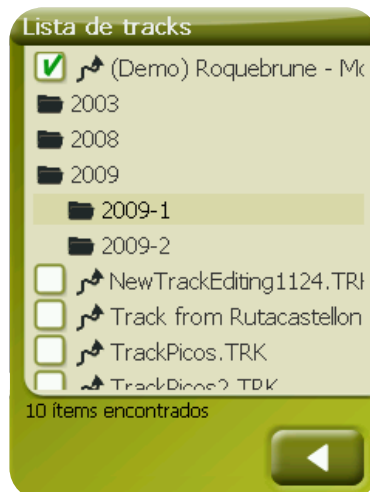 Lista de tracks
(Demo) Roquebrune - Mo
2003
2008
2009
2009-1
2009-2
NewTrackEditing1124.TRK
Track from Rutacastellon
TrackPicos.TRK
TrackPicos2.TRK
10 ítems encontrados